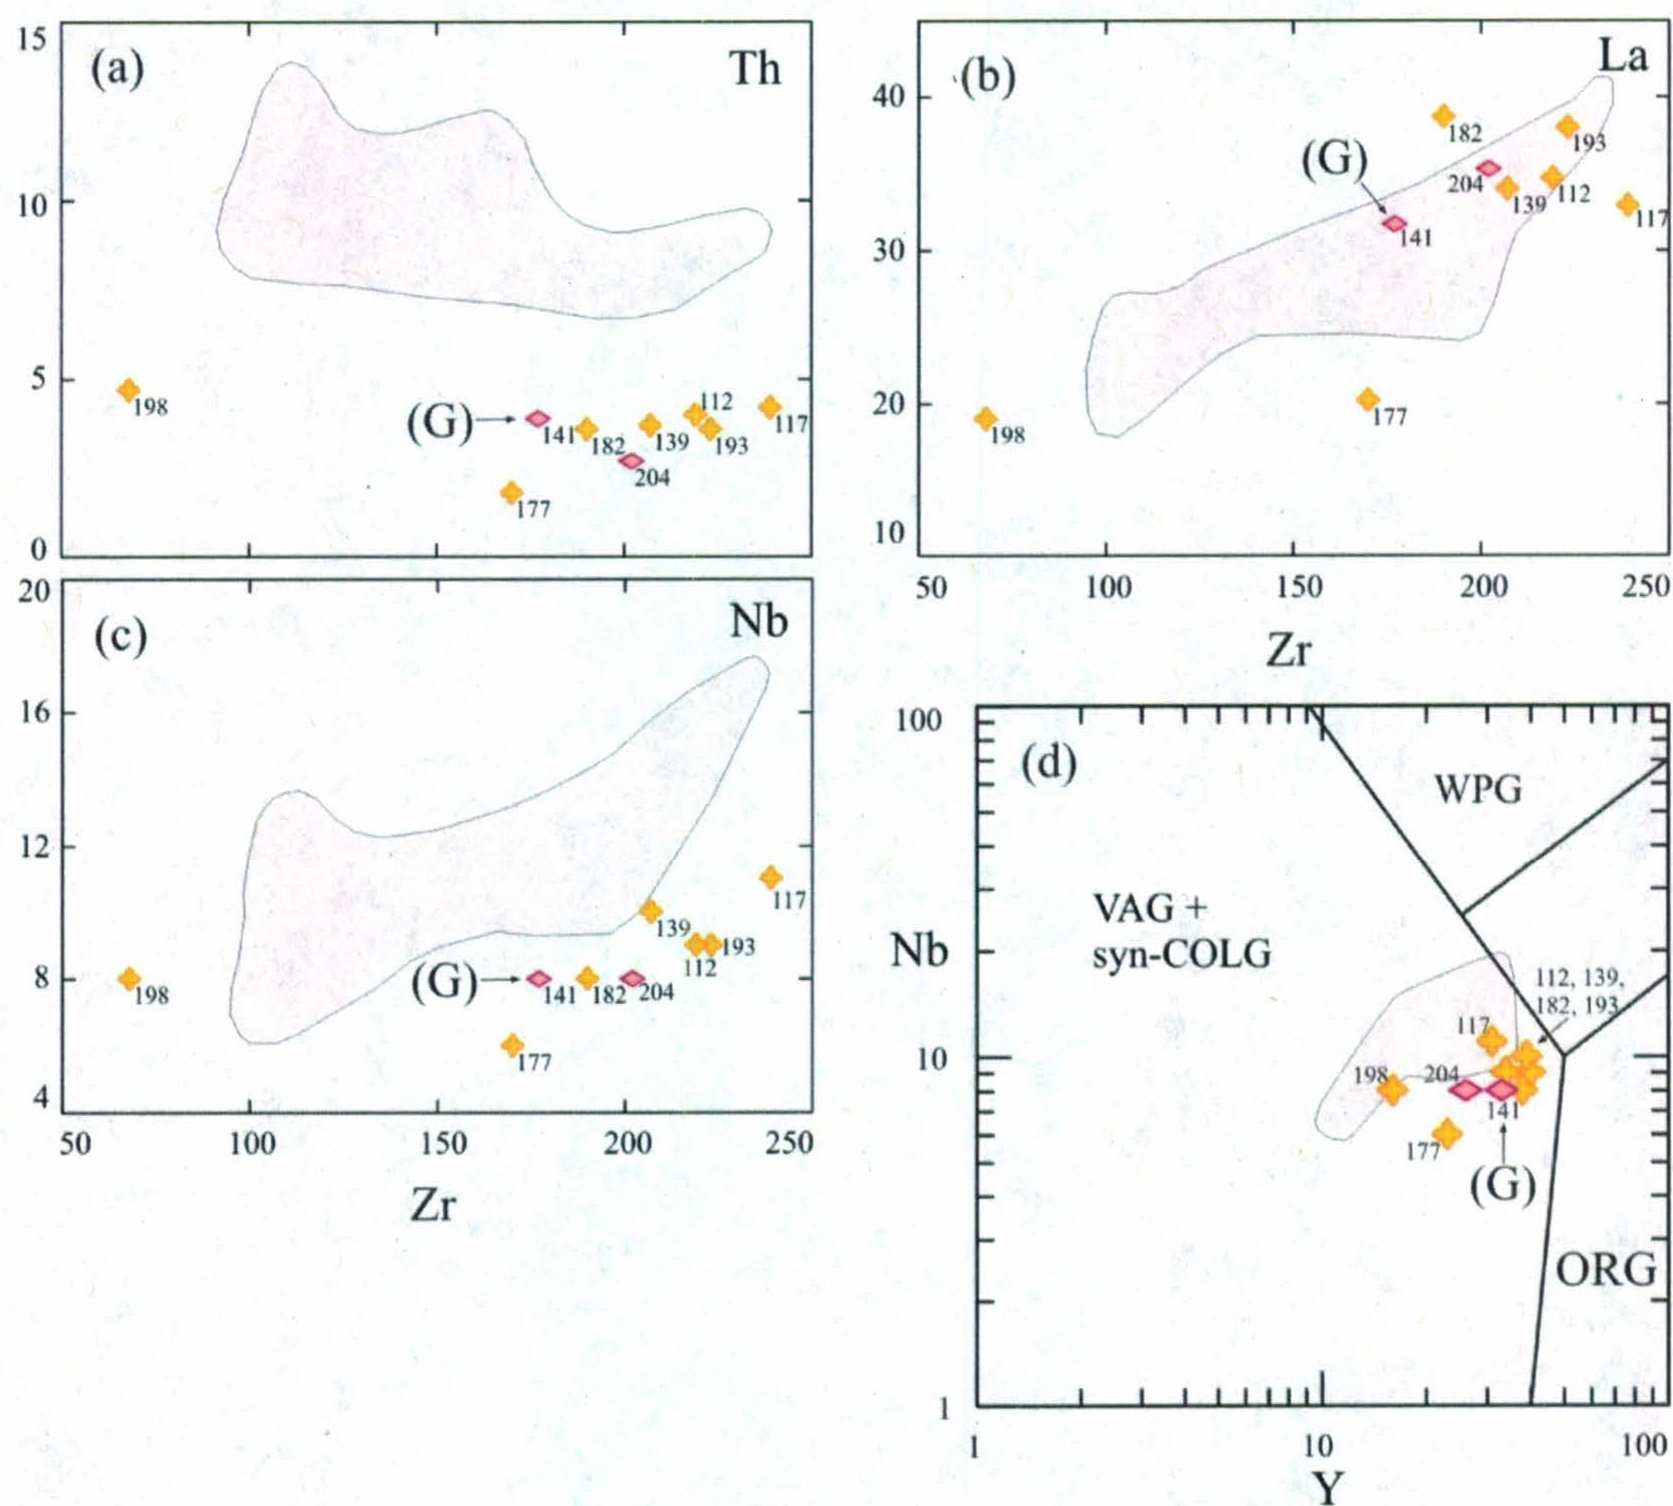 (a)
Th
15
10
5
0
198
(G)
141
182
204
139
112
193
117
177
(b)
La
40
30
20
10
(G)
182
193
204
139
112
117
141
198
177
50 100 150 200 250
Zr
(c)
Nb
20
16
12
8
4
198
(G)
141
182
204
139
112
193
117
177
50 100 150 200 250
Zr
(d)
Nb
100
10
1
WPG
VAG +
syn-COLG
112, 139,
182, 193
117
198
204
141
177
(G)
ORG
1 10 100
Y